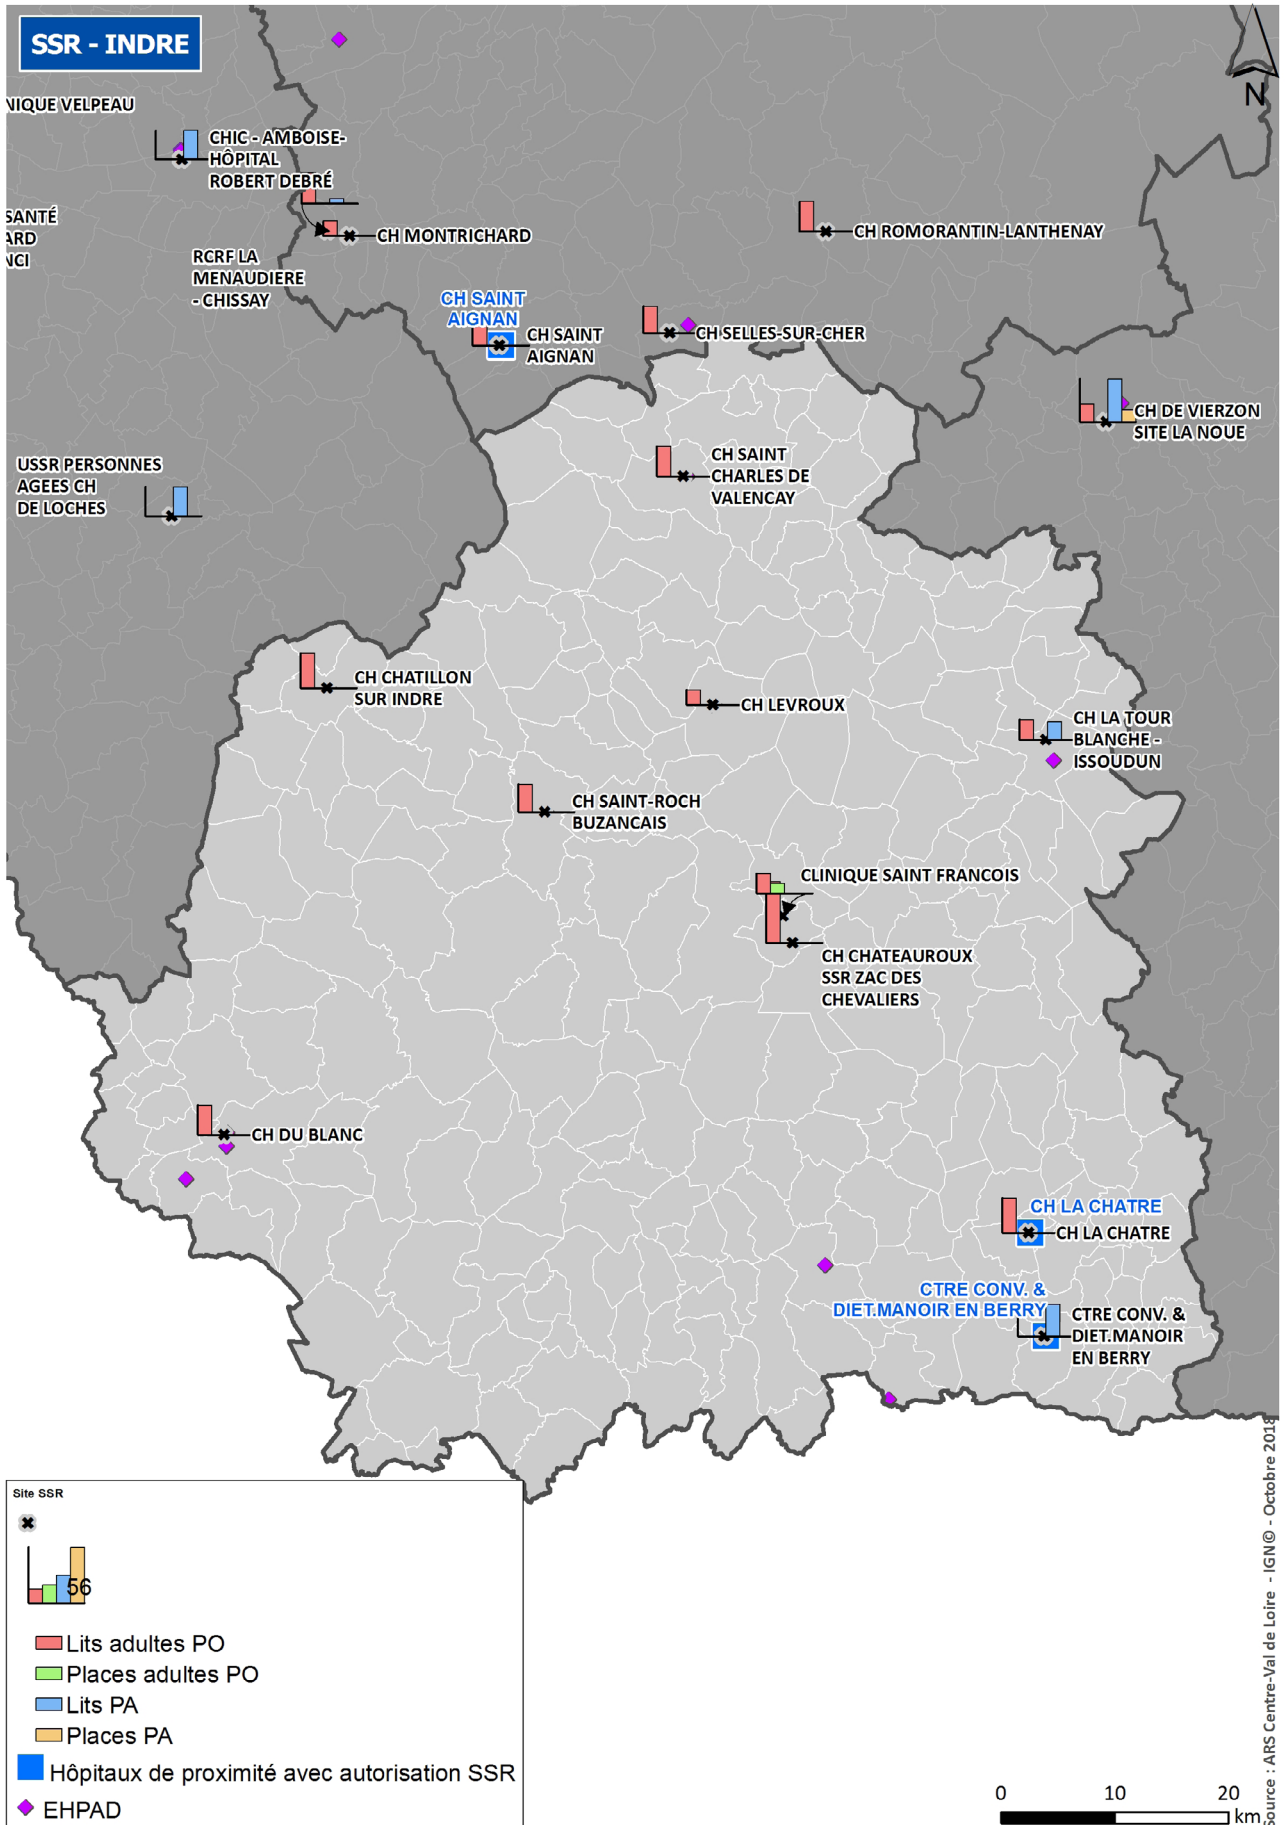 SSR - INDRE
N
NIQUE VELPEAU
CHIC - AMBOISE-
HÔPITAL
ROBERT DEBRÉ
SANTÉ
ARD
NCI
CH MONTRICHARD
RCRF LA
MENAUDIERE
- CHISSAY
CH ROMORANTIN-LANTHENAY
CH SAINT
AIGNAN
CH SAINT
AIGNAN
CH SELLES-SUR-CHER
CH DE VIERZON
SITE LA NOUE
CH SAINT
CHARLES DE
VALENCAY
USSR PERSONNES
AGEES CH
DE LOCHES
CH CHATILLON
SUR INDRE
CH LEVROUX
CH LA TOUR
BLANCHE -
ISSOUDUN
CH SAINT-ROCH
BUZANCAIS
CLINIQUE SAINT FRANCOIS
CH CHATEAUROUX
SSR ZAC DES
CHEVALIERS
CH DU BLANC
CH LA CHATRE
CH LA CHATRE
CTRE CONV. &
DIET.MANOIR EN BERRY
CTRE CONV. &
DIET.MANOIR
EN BERRY
Site SSR
56
Lits adultes PO
Places adultes PO
Lits PA
Places PA
Hôpitaux de proximité avec autorisation SSR
EHPAD
0 10 20
km
Source : ARS Centre-Val de Loire - IGN© - Octobre 2018